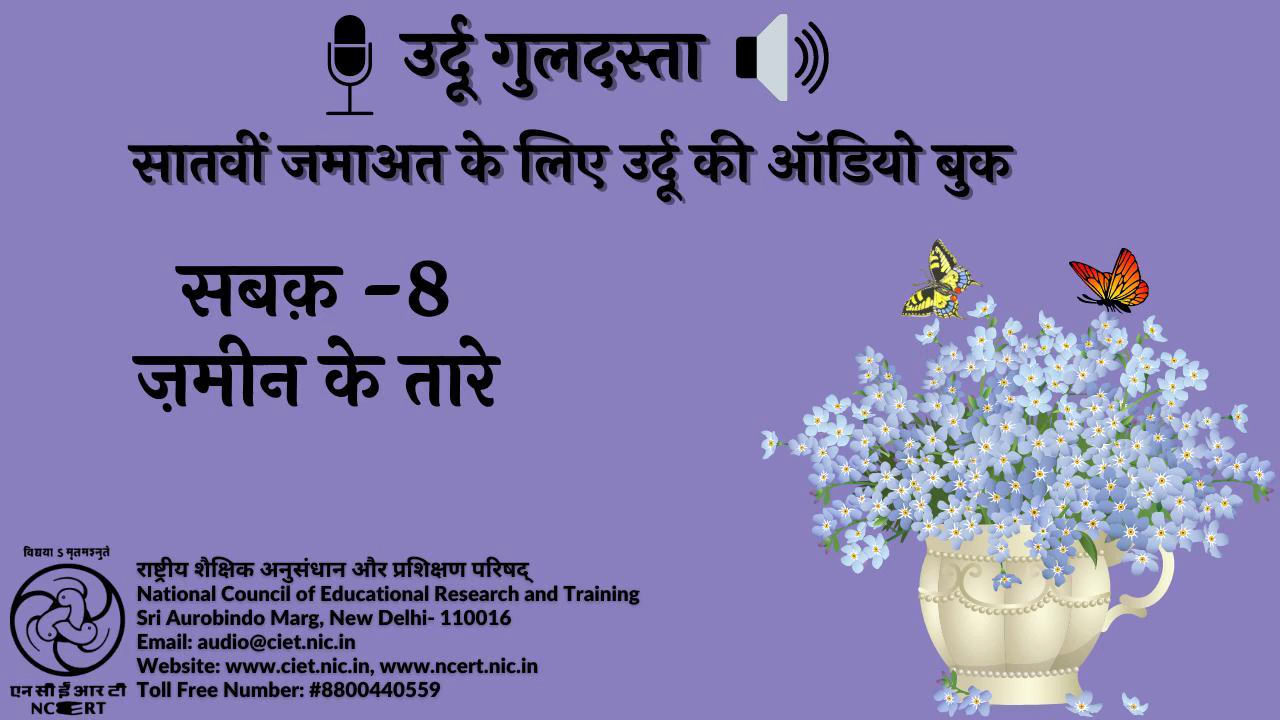 उर्दू गुलदस्ता
सातवीं जमाअत के लिए उर्दू की ऑडियो बुक
सबक़ -8
ज़मीन के तारे
विद्यया ऽ मृतमश्नुते
एन सी ई आर टी
NCERT
राष्ट्रीय शैक्षिक अनुसंधान और प्रशिक्षण परिषद्
National Council of Educational Research and Training
Sri Aurobindo Marg, New Delhi- 110016
Email: audio@ciet.nic.in
Website: www.ciet.nic.in, www.ncert.nic.in
Toll Free Number: #8800440559